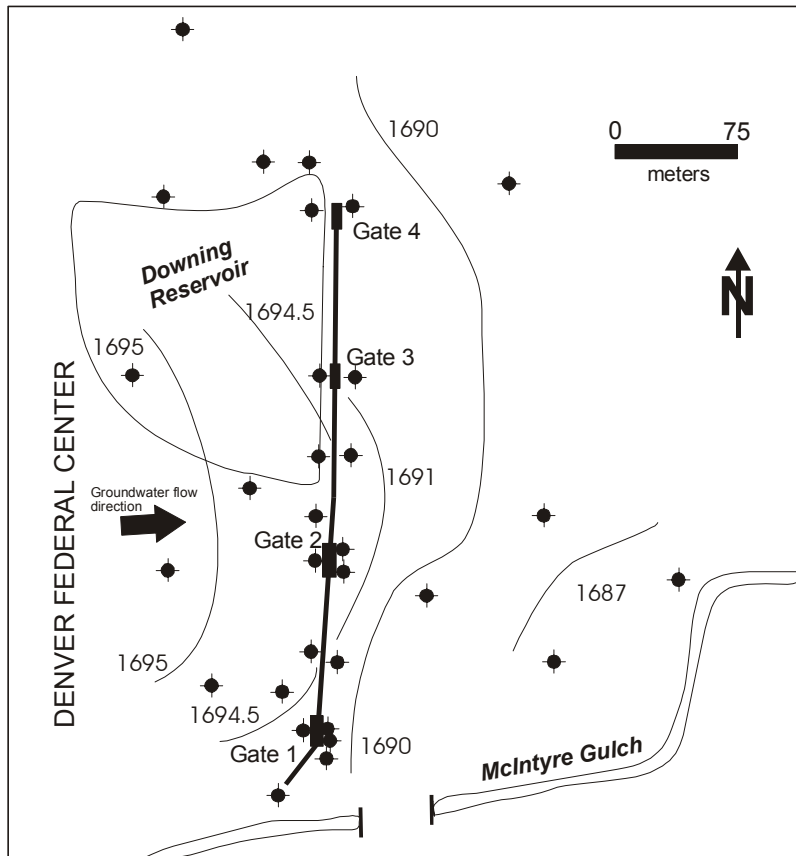 1690
0 75
meters
Gate 4
Downing
Reservoir
1694.5
N
1695
Gate 3
DENVER FEDERAL CENTER
1691
Groundwater flow
direction
Gate 2
1687
1695
1694.5
Gate 1
1690
McIntyre Gulch